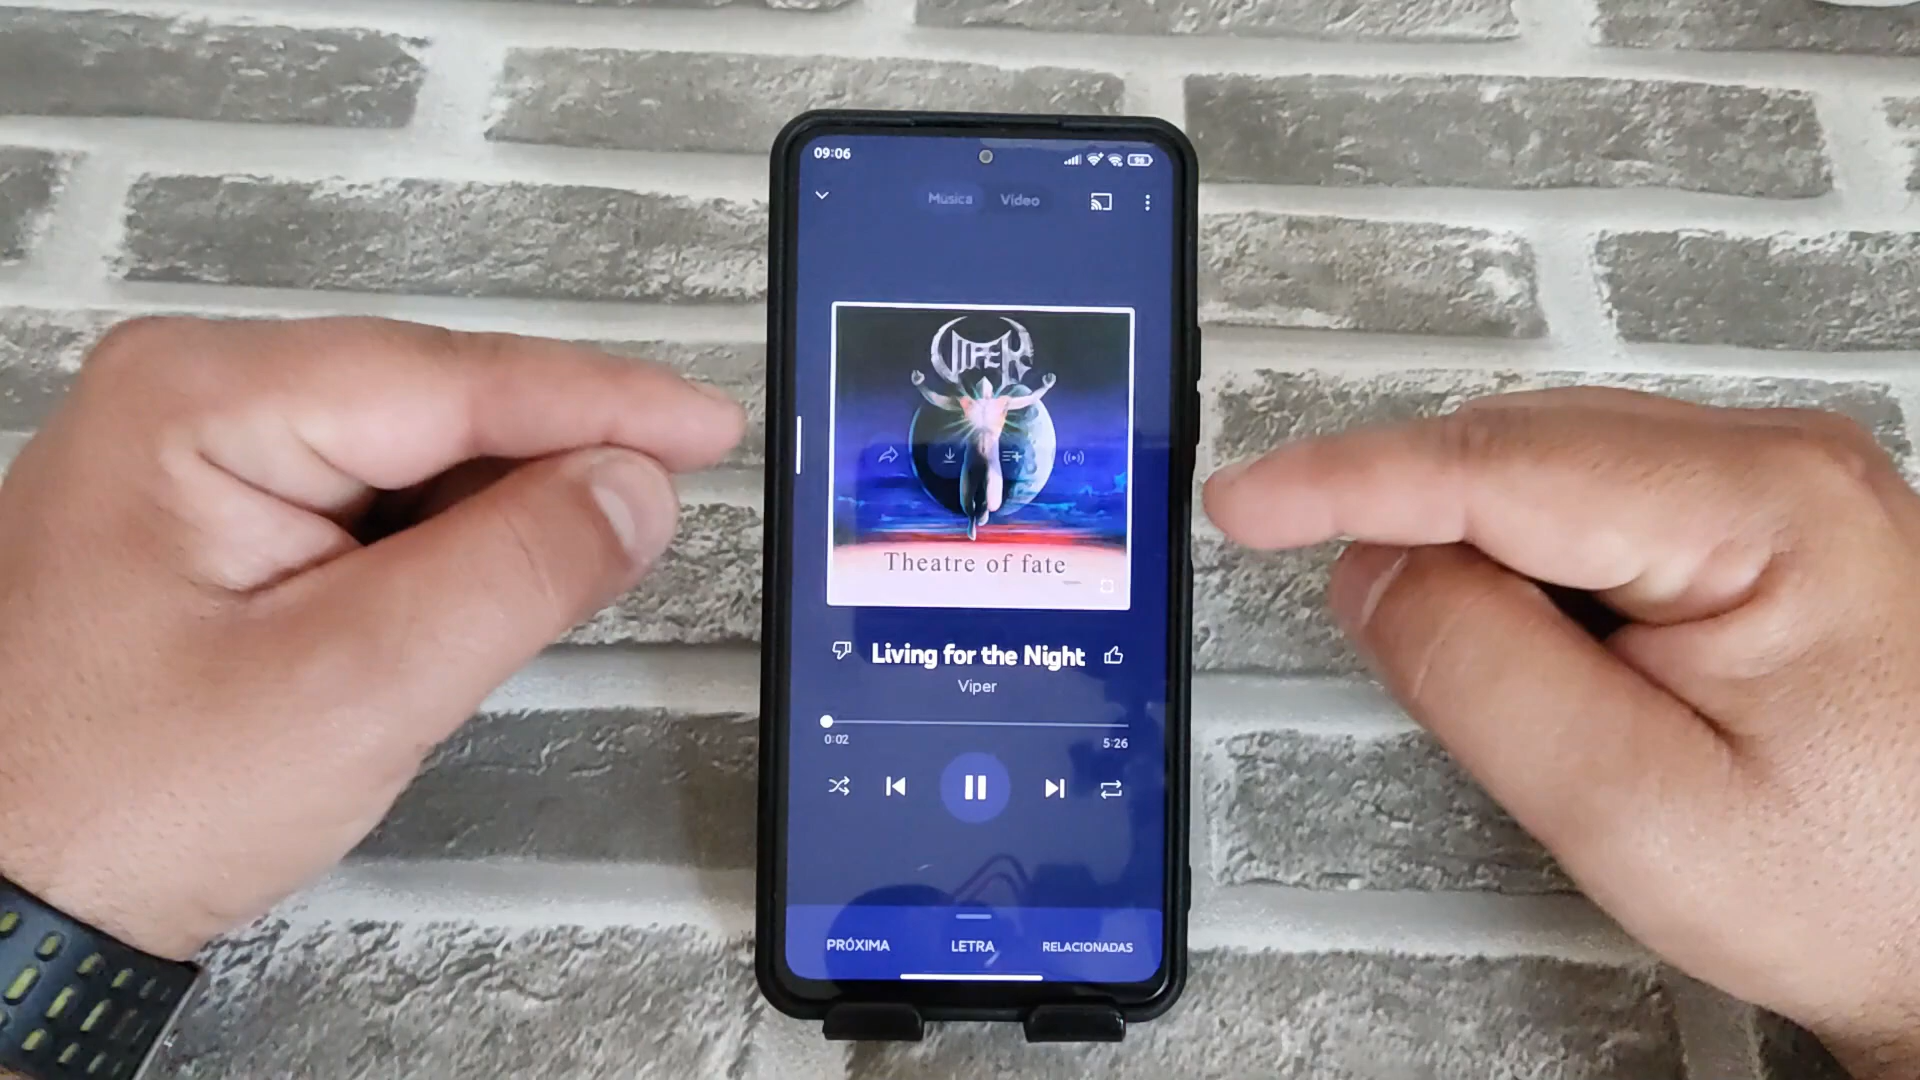 09:06
96
Música Vídeo
VIPER
Theatre of fate
Living for the Night
Viper
0:02 5:26
PRÓXIMA LETRA RELACIONADAS